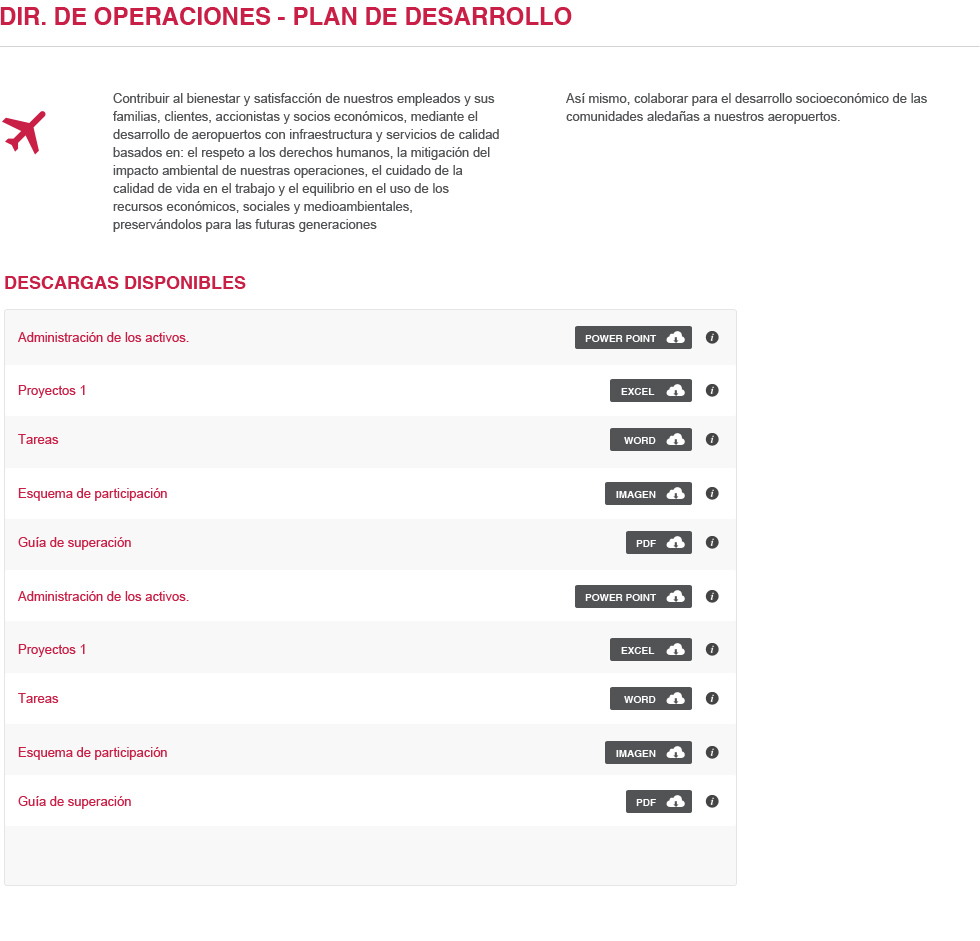 DIR. DE OPERACIONES - PLAN DE DESARROLLO
Contribuir al bienestar y satisfacción de nuestros empleados y sus
familias, clientes, accionistas y socios económicos, mediante el
desarrollo de aeropuertos con infraestructura y servicios de calidad
basados en: el respeto a los derechos humanos, la mitigación del
impacto ambiental de nuestras operaciones, el cuidado de la
calidad de vida en el trabajo y el equilibrio en el uso de los
recursos económicos, sociales y medioambientales,
preservándolos para las futuras generaciones
Así mismo, colaborar para el desarrollo socioeconómico de las
comunidades aledañas a nuestros aeropuertos.
DESCARGAS DISPONIBLES
Administración de los activos. POWER POINT i
Proyectos 1 EXCEL i
Tareas WORD i
Esquema de participación IMAGEN i
Guía de superación PDF i
Administración de los activos. POWER POINT i
Proyectos 1 EXCEL i
Tareas WORD i
Esquema de participación IMAGEN i
Guía de superación PDF i